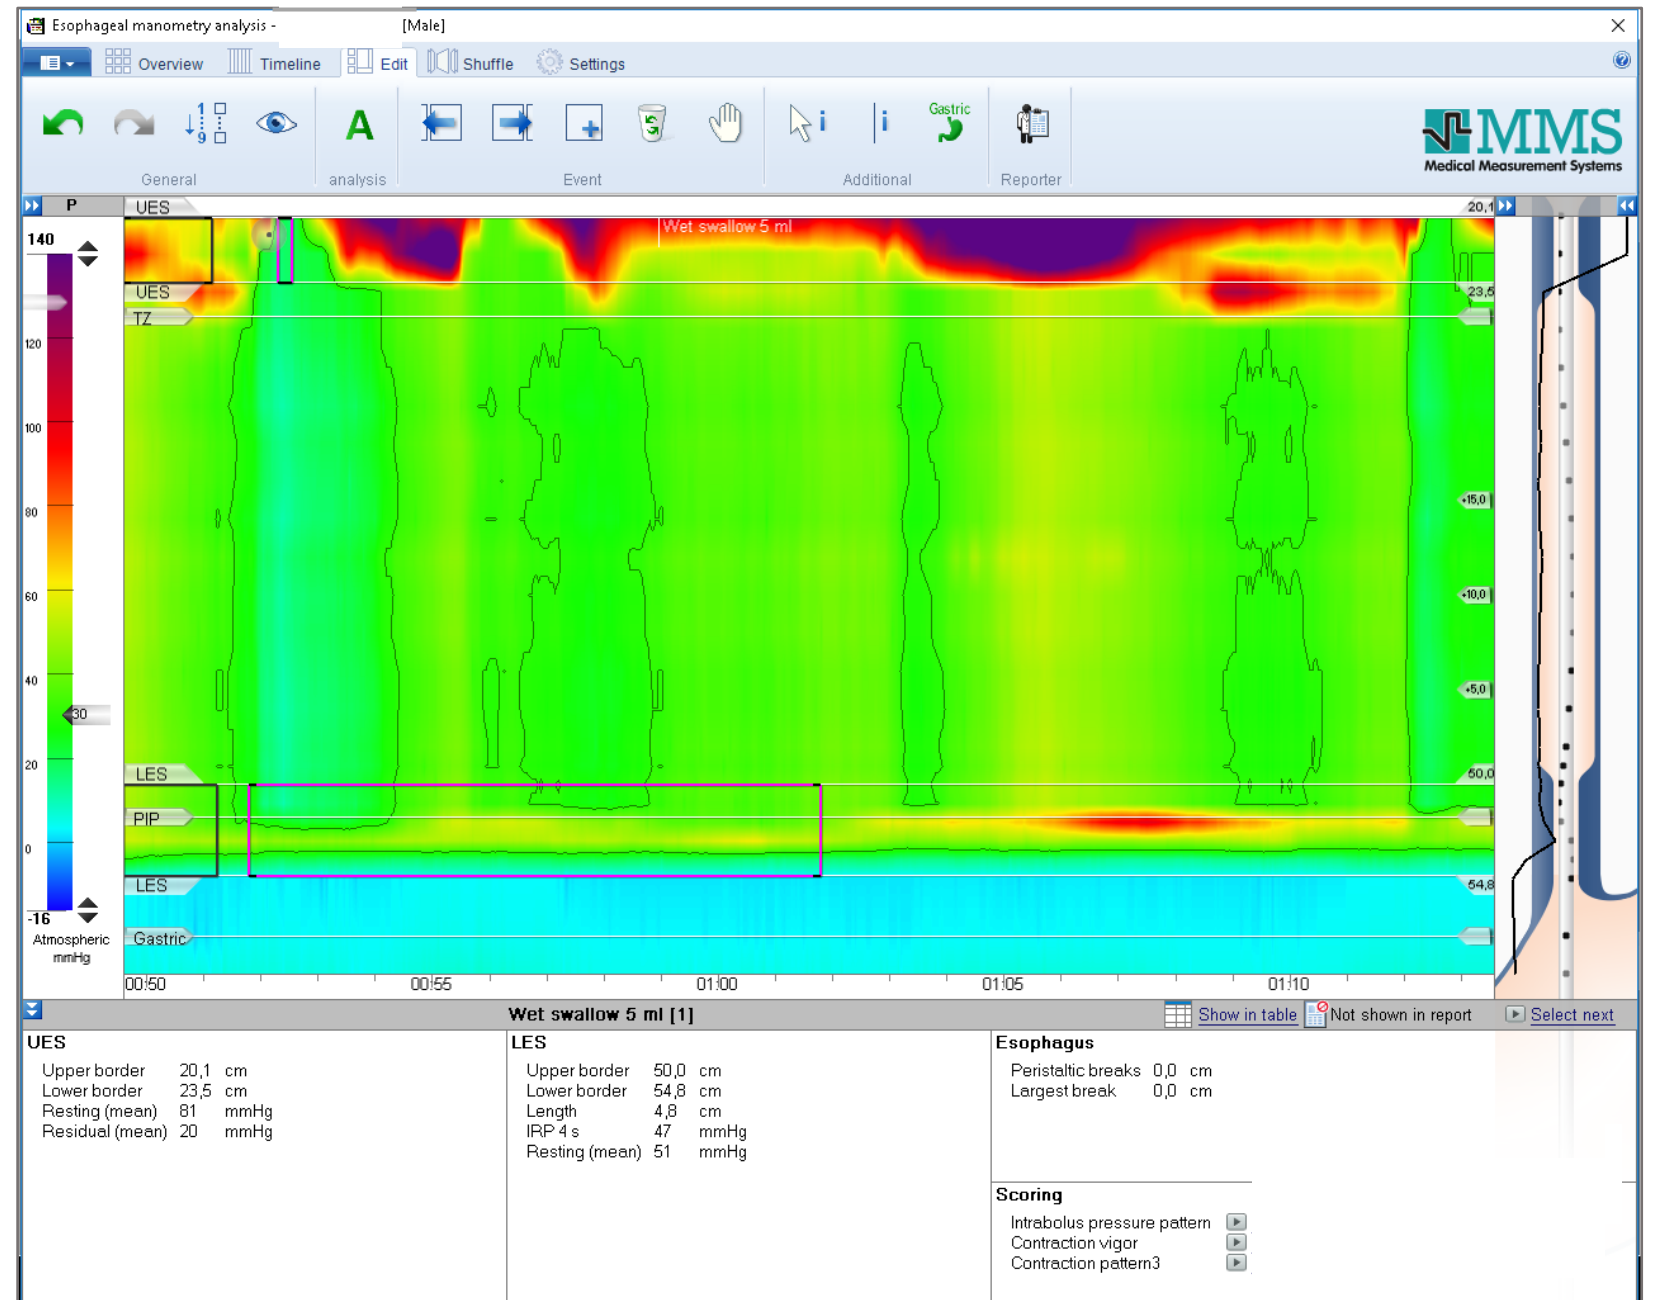 Esophageal manometry analysis - [Male]
Overview Timeline Edit Shuffle Settings
1
9
A
i
i
Gastric
General analysis Event Additional Reporter
MMS
Medical Measurement Systems
P UES 20,1
140
Wet swallow 5 ml
UES 23,5
TZ
120
100
80
+15,0
60
+10,0
40
+5,0
30
20
LES 50,0
PIP
0
LES 54,8
-16
Atmospheric
mmHg
Gastric
00:50 00:55 01:00 01:05 01:10
Wet swallow 5 ml [1] Show in table Not shown in report Select next
UES
Upper border 20,1 cm
Lower border 23,5 cm
Resting (mean) 81 mmHg
Residual (mean) 20 mmHg
LES
Upper border 50,0 cm
Lower border 54,8 cm
Length 4,8 cm
IRP 4 s 47 mmHg
Resting (mean) 51 mmHg
Esophagus
Peristaltic breaks 0,0 cm
Largest break 0,0 cm
Scoring
Intrabolus pressure pattern
Contraction vigor
Contraction pattern3